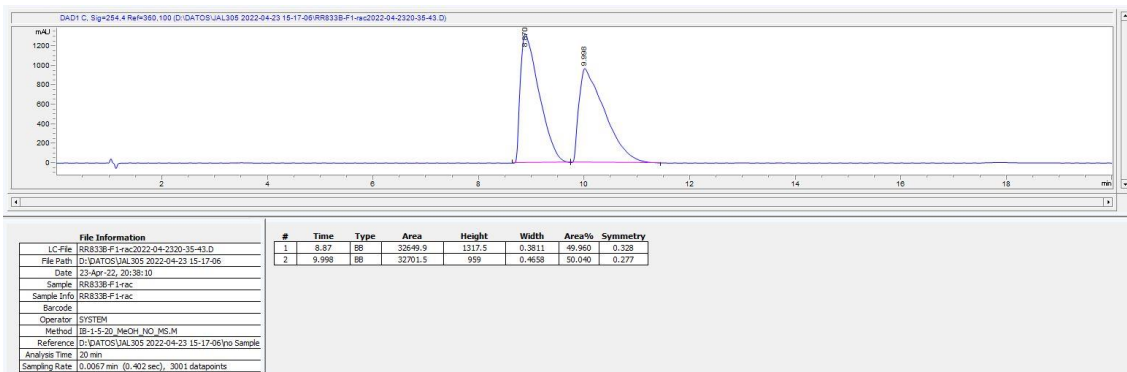 DAD1 C, Sig=254,4 Ref=360,100 (D:\DATOS\JAL305 2022-04-23 15-17-06\RR833B-F1-rac2022-04-2320-35-43.D)
mAU
1200
1000
800
600
400
200
0
8.870
9.998
2 4 6 8 10 12 14 16 18 min
File Information
LC-File RR833B-F1-rac2022-04-2320-35-43.D
File Path D:\DATOS\JAL305 2022-04-23 15-17-06
Date 23-Apr-22, 20:38:10
Sample RR833B-F1-rac
Sample Info RR833B-F1-rac
Barcode
Operator SYSTEM
Method IB-1-5-20_MeOH_NO_MS.M
Reference D:\DATOS\JAL305 2022-04-23 15-17-06\no Sample
Analysis Time 20 min
Sampling Rate 0.0067 min (0.402 sec), 3001 datapoints
# Time Type Area Height Width Area% Symmetry
1 8.87 BB 32649.9 1317.5 0.3811 49.960 0.328
2 9.998 BB 32701.5 959 0.4658 50.040 0.277